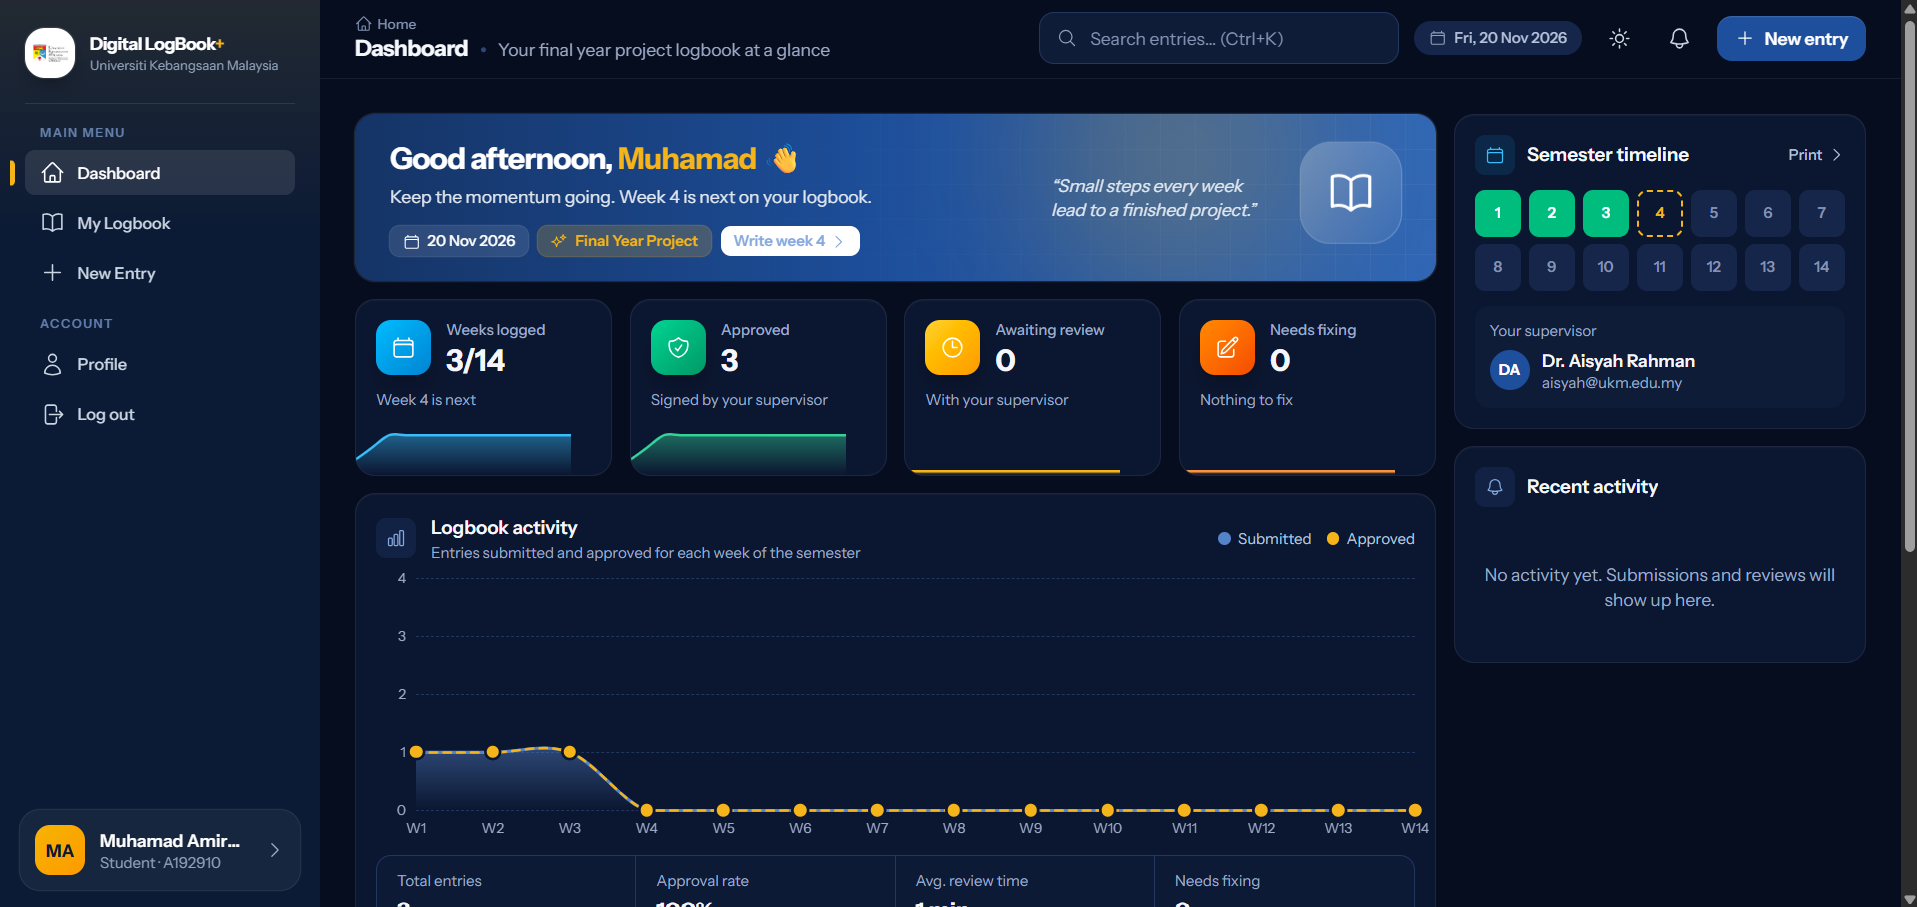 Digital LogBook+
Universiti Kebangsaan Malaysia
MAIN MENU
Dashboard
My Logbook
New Entry
ACCOUNT
Profile
Log out
MA
Muhamad Amir...
Student · A192910
Home
Dashboard • Your final year project logbook at a glance
Search entries... (Ctrl+K)
Fri, 20 Nov 2026
+ New entry
Good afternoon, Muhamad 👋
Keep the momentum going. Week 4 is next on your logbook.
20 Nov 2026
Final Year Project
Write week 4
“Small steps every week
lead to a finished project.”
Weeks logged
3/14
Week 4 is next
Approved
3
Signed by your supervisor
Awaiting review
0
With your supervisor
Needs fixing
0
Nothing to fix
Logbook activity
Entries submitted and approved for each week of the semester
Submitted
Approved
4
3
2
1
0
W1 W2 W3 W4 W5 W6 W7 W8 W9 W10 W11 W12 W13 W14
Total entries
Approval rate
Avg. review time
Needs fixing
Semester timeline
Print
1 2 3 4 5 6 7
8 9 10 11 12 13 14
Your supervisor
DA
Dr. Aisyah Rahman
aisyah@ukm.edu.my
Recent activity
No activity yet. Submissions and reviews will
show up here.